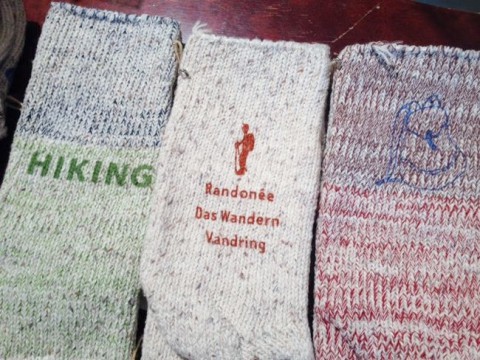 HIKING
Randonée
Das Wandern
Vandring